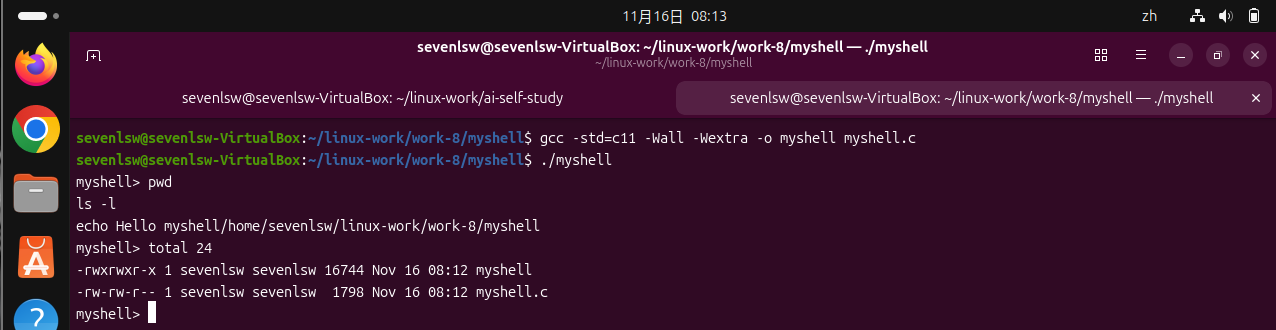 11月16日 08:13
zh
sevenlsw@sevenlsw-VirtualBox: ~/linux-work/work-8/myshell — ./myshell
~/linux-work/work-8/myshell
sevenlsw@sevenlsw-VirtualBox: ~/linux-work/ai-self-study
sevenlsw@sevenlsw-VirtualBox: ~/linux-work/work-8/myshell — ./myshell
sevenlsw@sevenlsw-VirtualBox:~/linux-work/work-8/myshell$ gcc -std=c11 -Wall -Wextra -o myshell myshell.c
sevenlsw@sevenlsw-VirtualBox:~/linux-work/work-8/myshell$ ./myshell
myshell> pwd
ls -l
echo Hello myshell/home/sevenlsw/linux-work/work-8/myshell
myshell> total 24
-rwxrwxr-x 1 sevenlsw sevenlsw 16744 Nov 16 08:12 myshell
-rw-rw-r-- 1 sevenlsw sevenlsw  1798 Nov 16 08:12 myshell.c
myshell>